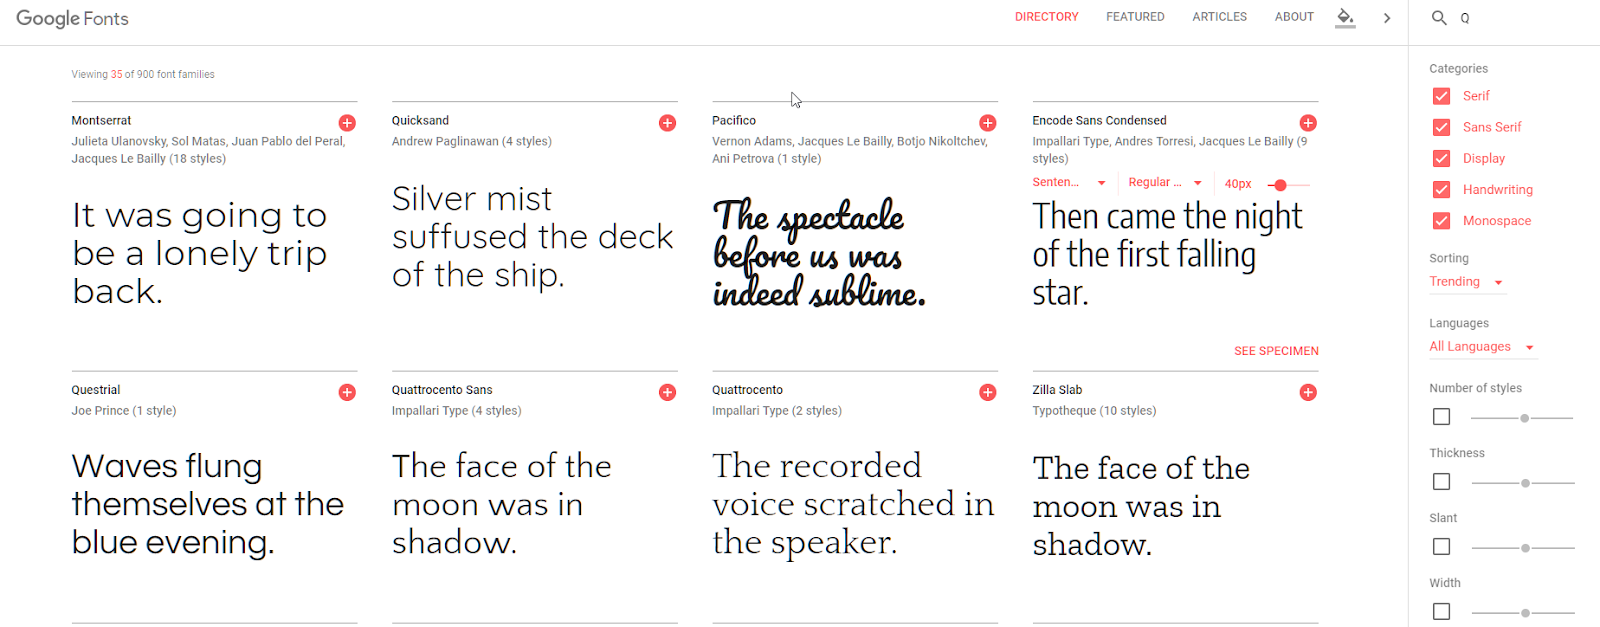 Google Fonts
DIRECTORY
FEATURED
ARTICLES
ABOUT
Q
Viewing 35 of 900 font families
Montserrat
Julieta Ulanovsky, Sol Matas, Juan Pablo del Peral,
Jacques Le Bailly (18 styles)
It was going to
be a lonely trip
back.
Quicksand
Andrew Paglinawan (4 styles)
Silver mist
suffused the deck
of the ship.
Pacifico
Vernon Adams, Jacques Le Bailly, Botjo Nikoltchev,
Ani Petrova (1 style)
The spectacle
before us was
indeed sublime.
Encode Sans Condensed
Impallari Type, Andres Torresi, Jacques Le Bailly (9
styles)
Senten...
Regular ...
40px
Then came the night
of the first falling
star.
SEE SPECIMEN
Questrial
Joe Prince (1 style)
Waves flung
themselves at the
blue evening.
Quattrocento Sans
Impallari Type (4 styles)
The face of the
moon was in
shadow.
Quattrocento
Impallari Type (2 styles)
The recorded
voice scratched in
the speaker.
Zilla Slab
Typotheque (10 styles)
The face of the
moon was in
shadow.
Categories
Serif
Sans Serif
Display
Handwriting
Monospace
Sorting
Trending
Languages
All Languages
Number of styles
Thickness
Slant
Width